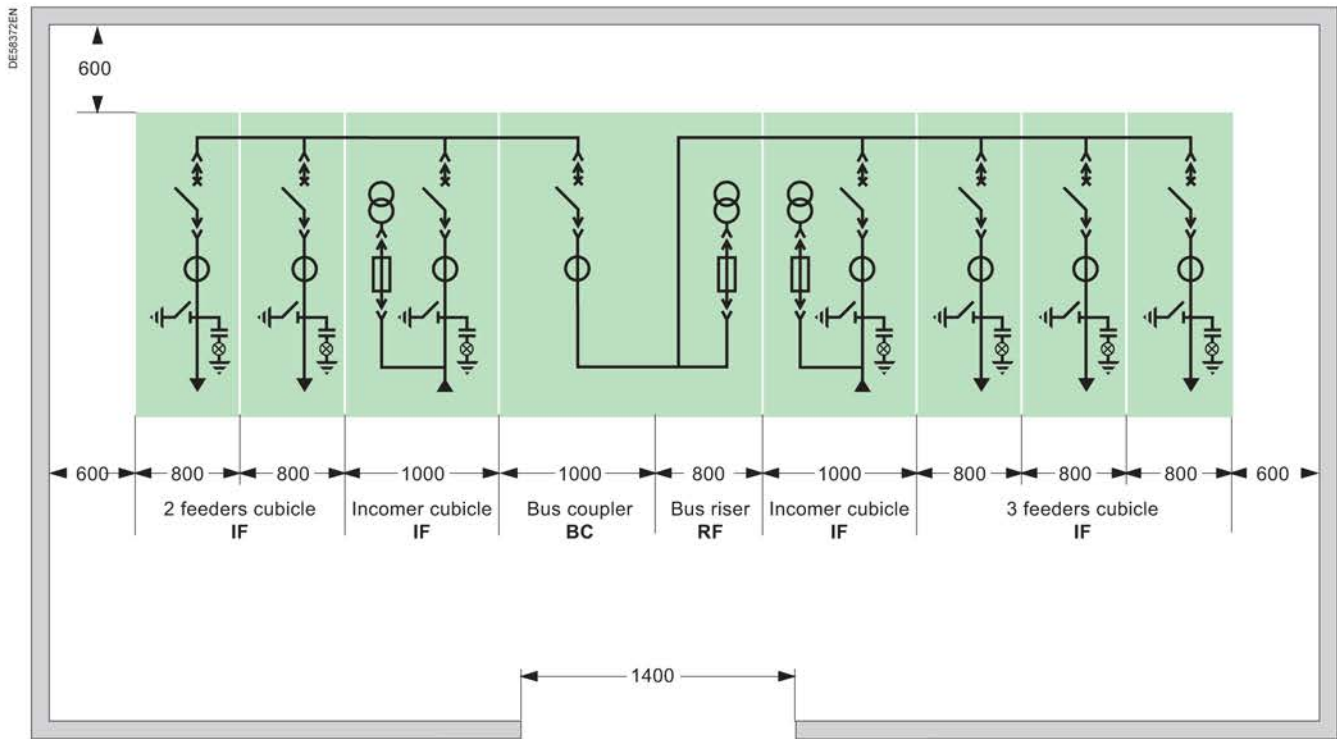 DE58372EN
600
600 800 800 1000 1000 800 1000 800 800 800 600
2 feeders cubicle Incomer cubicle Bus coupler Bus riser Incomer cubicle 3 feeders cubicle
IF IF BC RF IF IF
1400